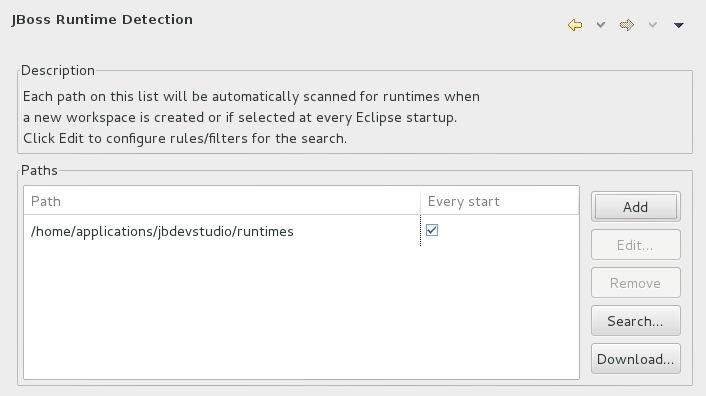 JBoss Runtime Detection
Description
Each path on this list will be automatically scanned for runtimes when
a new workspace is created or if selected at every Eclipse startup.
Click Edit to configure rules/filters for the search.
Paths
Path Every start
/home/applications/jbdevstudio/runtimes
Add
Edit...
Remove
Search...
Download...